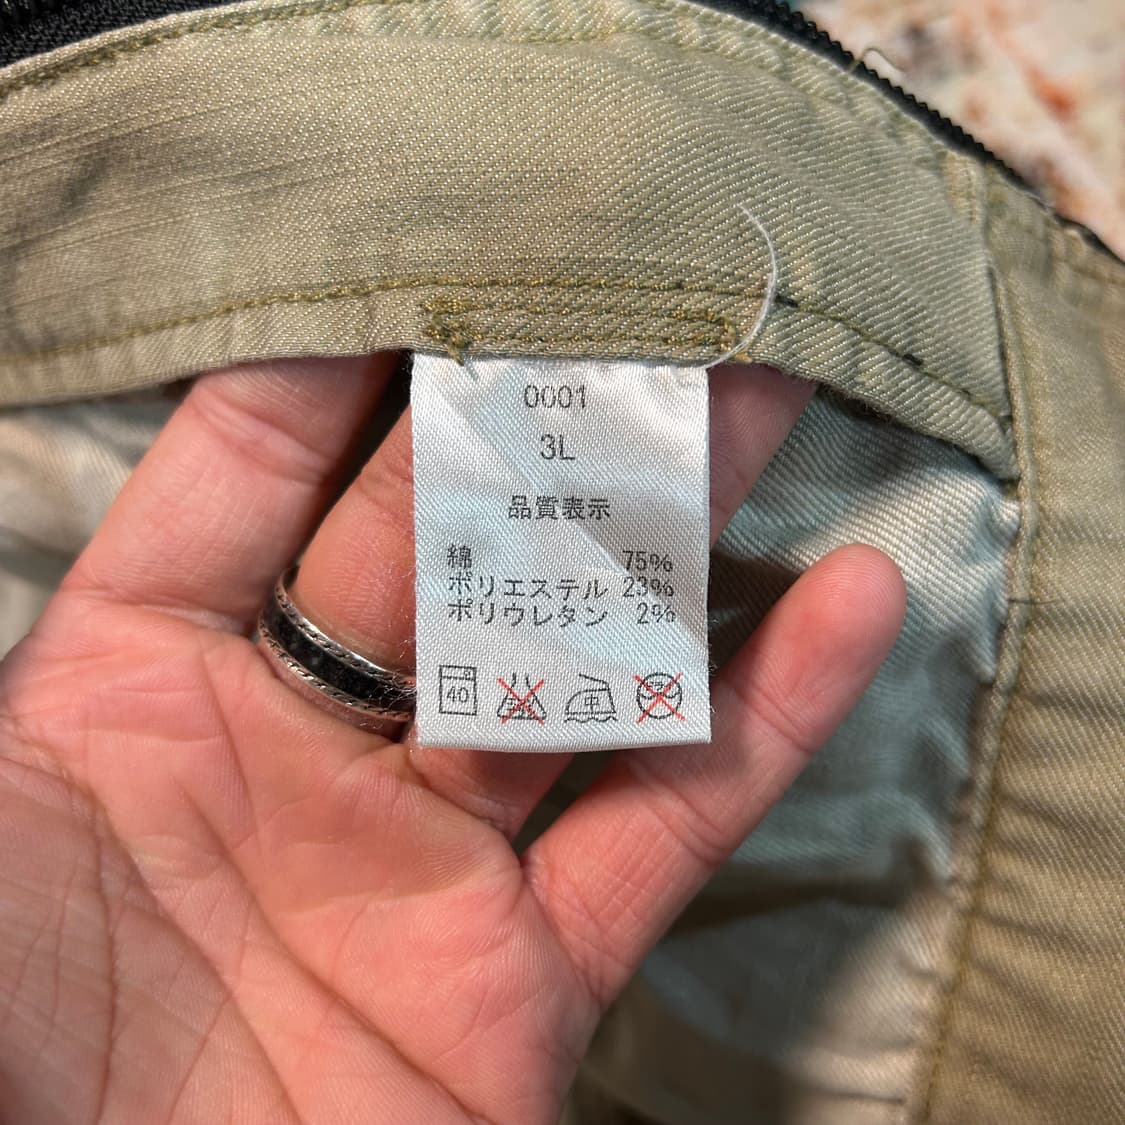 0001
3L
品質表示
綿 75%
ポリエステル 23%
ポリウレタン 2%
40 中